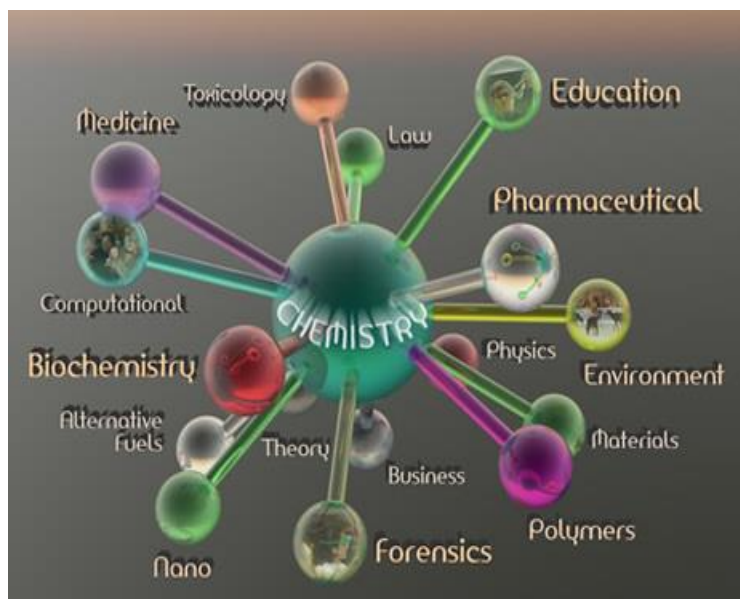 Toxicology
Education
Medicine
Law
Pharmaceutical
Computational
CHEMISTRY
Biochemistry
Physics
Environment
Alternative
Fuels
Theory
Materials
Business
Polymers
Forensics
Nano